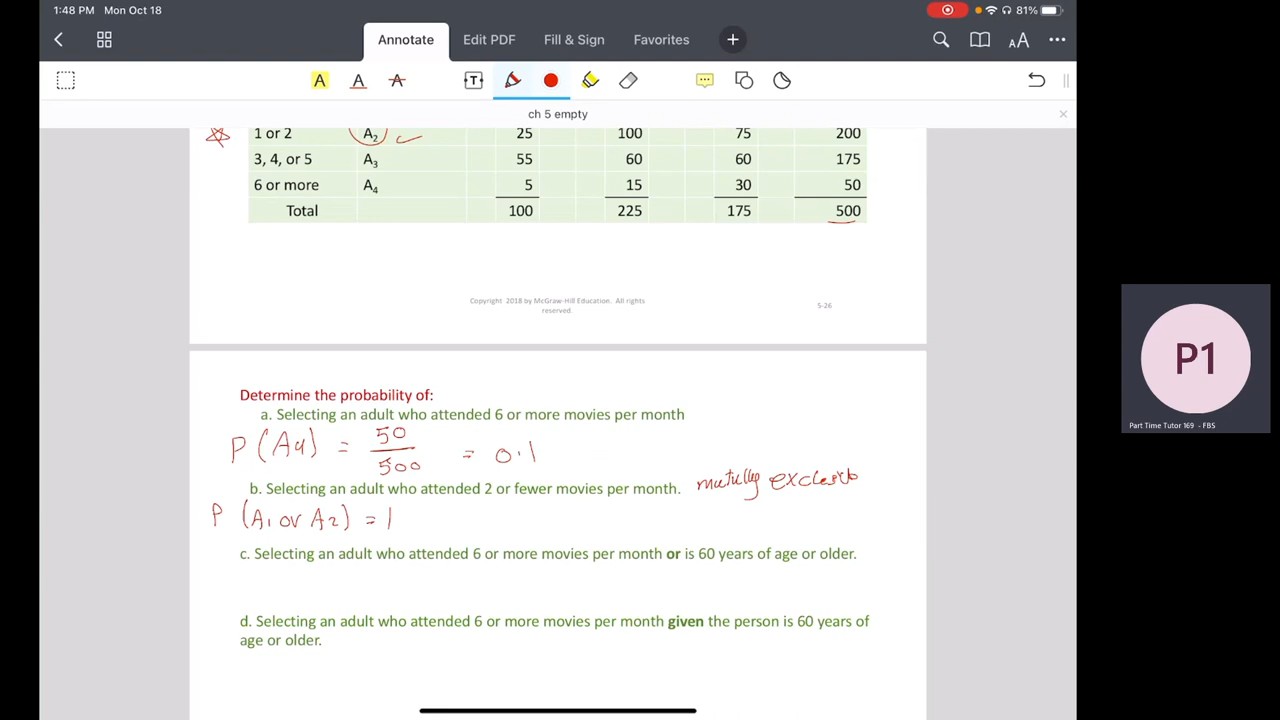 1:48 PM Mon Oct 18
81%
Annotate Edit PDF Fill & Sign Favorites
A A A T AA
ch 5 empty
1 or 2 A2 25 100 75 200
3, 4, or 5 A3 55 60 60 175
6 or more A4 5 15 30 50
Total 100 225 175 500
Copyright 2018 by McGraw-Hill Education. All rights
reserved.
5-26
Determine the probability of:
a. Selecting an adult who attended 6 or more movies per month
P (A4) = 50/500 = 0.1
b. Selecting an adult who attended 2 or fewer movies per month.
P (A1 or A2) = 1
c. Selecting an adult who attended 6 or more movies per month or is 60 years of age or older.
d. Selecting an adult who attended 6 or more movies per month given the person is 60 years of
age or older.
P1
Part Time Tutor 169 - FBS